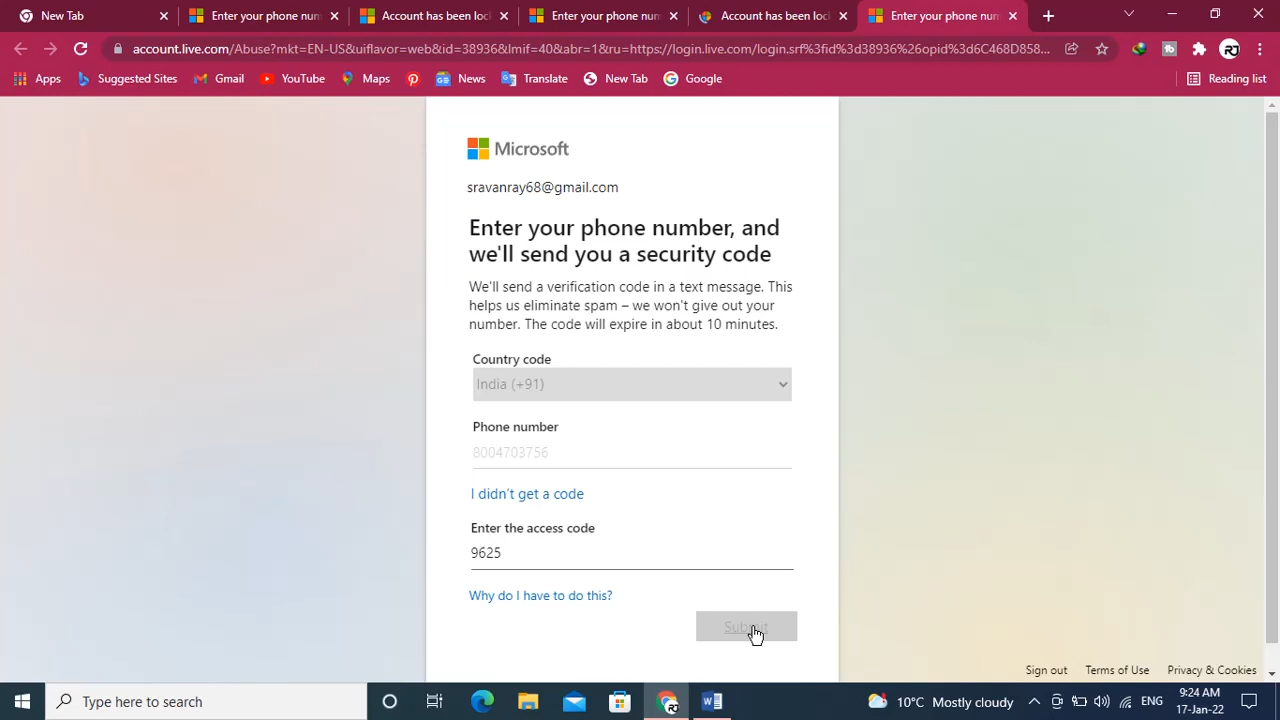 New Tab
Enter your phone num
Account has been loc
Enter your phone num
Account has been loc
Enter your phone num
account.live.com/Abuse?mkt=EN-US&uiflavor=web&id=38936&lmif=40&abr=1&ru=https://login.live.com/login.srf%3fid%3d38936%26opid%3d6C468D858...
Apps
Suggested Sites
Gmail
YouTube
Maps
News
Translate
New Tab
Google
Reading list
Microsoft
sravanray68@gmail.com
Enter your phone number, and
we'll send you a security code
We'll send a verification code in a text message. This
helps us eliminate spam – we won't give out your
number. The code will expire in about 10 minutes.
Country code
India (+91)
Phone number
8004703756
I didn't get a code
Enter the access code
9625
Why do I have to do this?
Submit
Sign out
Terms of Use
Privacy & Cookies
Type here to search
10°C Mostly cloudy
ENG
9:24 AM
17-Jan-22